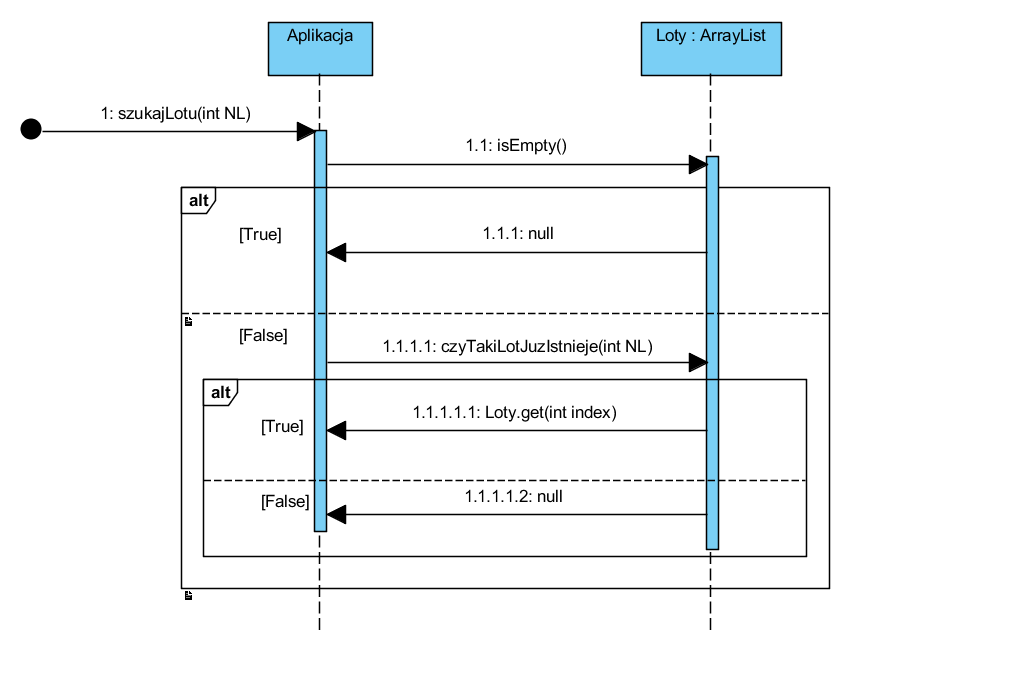 Aplikacja
Loty : ArrayList
1: szukajLotu(int NL)
1.1: isEmpty()
alt
[True]
1.1.1: null
[False]
1.1.1.1: czyTakiLotJuzIstnieje(int NL)
alt
1.1.1.1.1: Loty.get(int index)
[True]
1.1.1.1.2: null
[False]